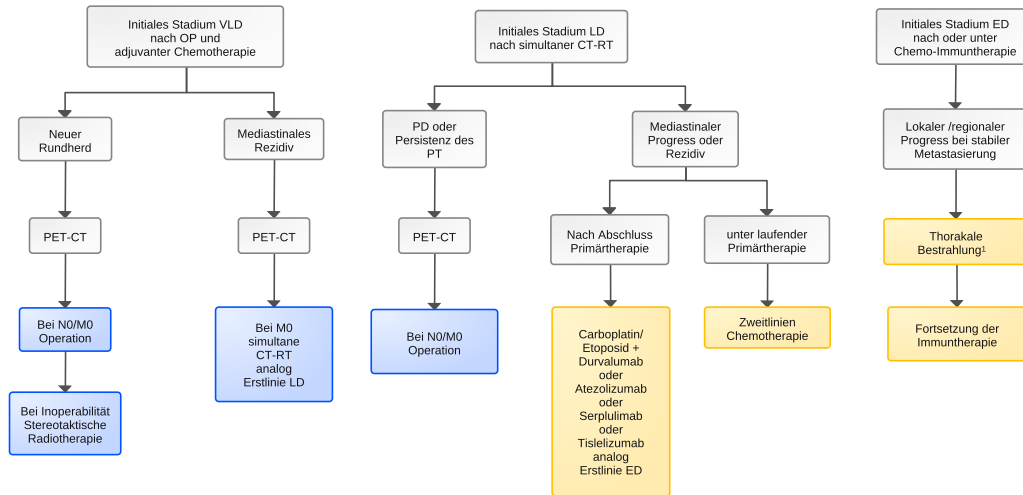 Initiales Stadium VLD
nach OP und
adjuvanter Chemotherapie
Neuer
Rundherd
PET-CT
Bei N0/M0
Operation
Bei Inoperabilität
Stereotaktische
Radiotherapie
Mediastinales
Rezidiv
PET-CT
Bei M0
simultane
CT-RT
analog
Erstlinie LD
Initiales Stadium LD
nach simultaner CT-RT
PD oder
Persistenz des
PT
PET-CT
Bei N0/M0
Operation
Mediastinaler
Progress oder
Rezidiv
Nach Abschluss
Primärtherapie
Carboplatin/
Etoposid +
Durvalumab
oder
Atezolizumab
oder
Serplulimab
oder
Tislelizumab
analog
Erstlinie ED
unter laufender
Primärtherapie
Zweitlinien
Chemotherapie
Initiales Stadium ED
nach oder unter
Chemo-Immuntherapie
Lokaler /regionaler
Progress bei stabiler
Metastasierung
Thorakale
Bestrahlung¹
Fortsetzung der
Immuntherapie